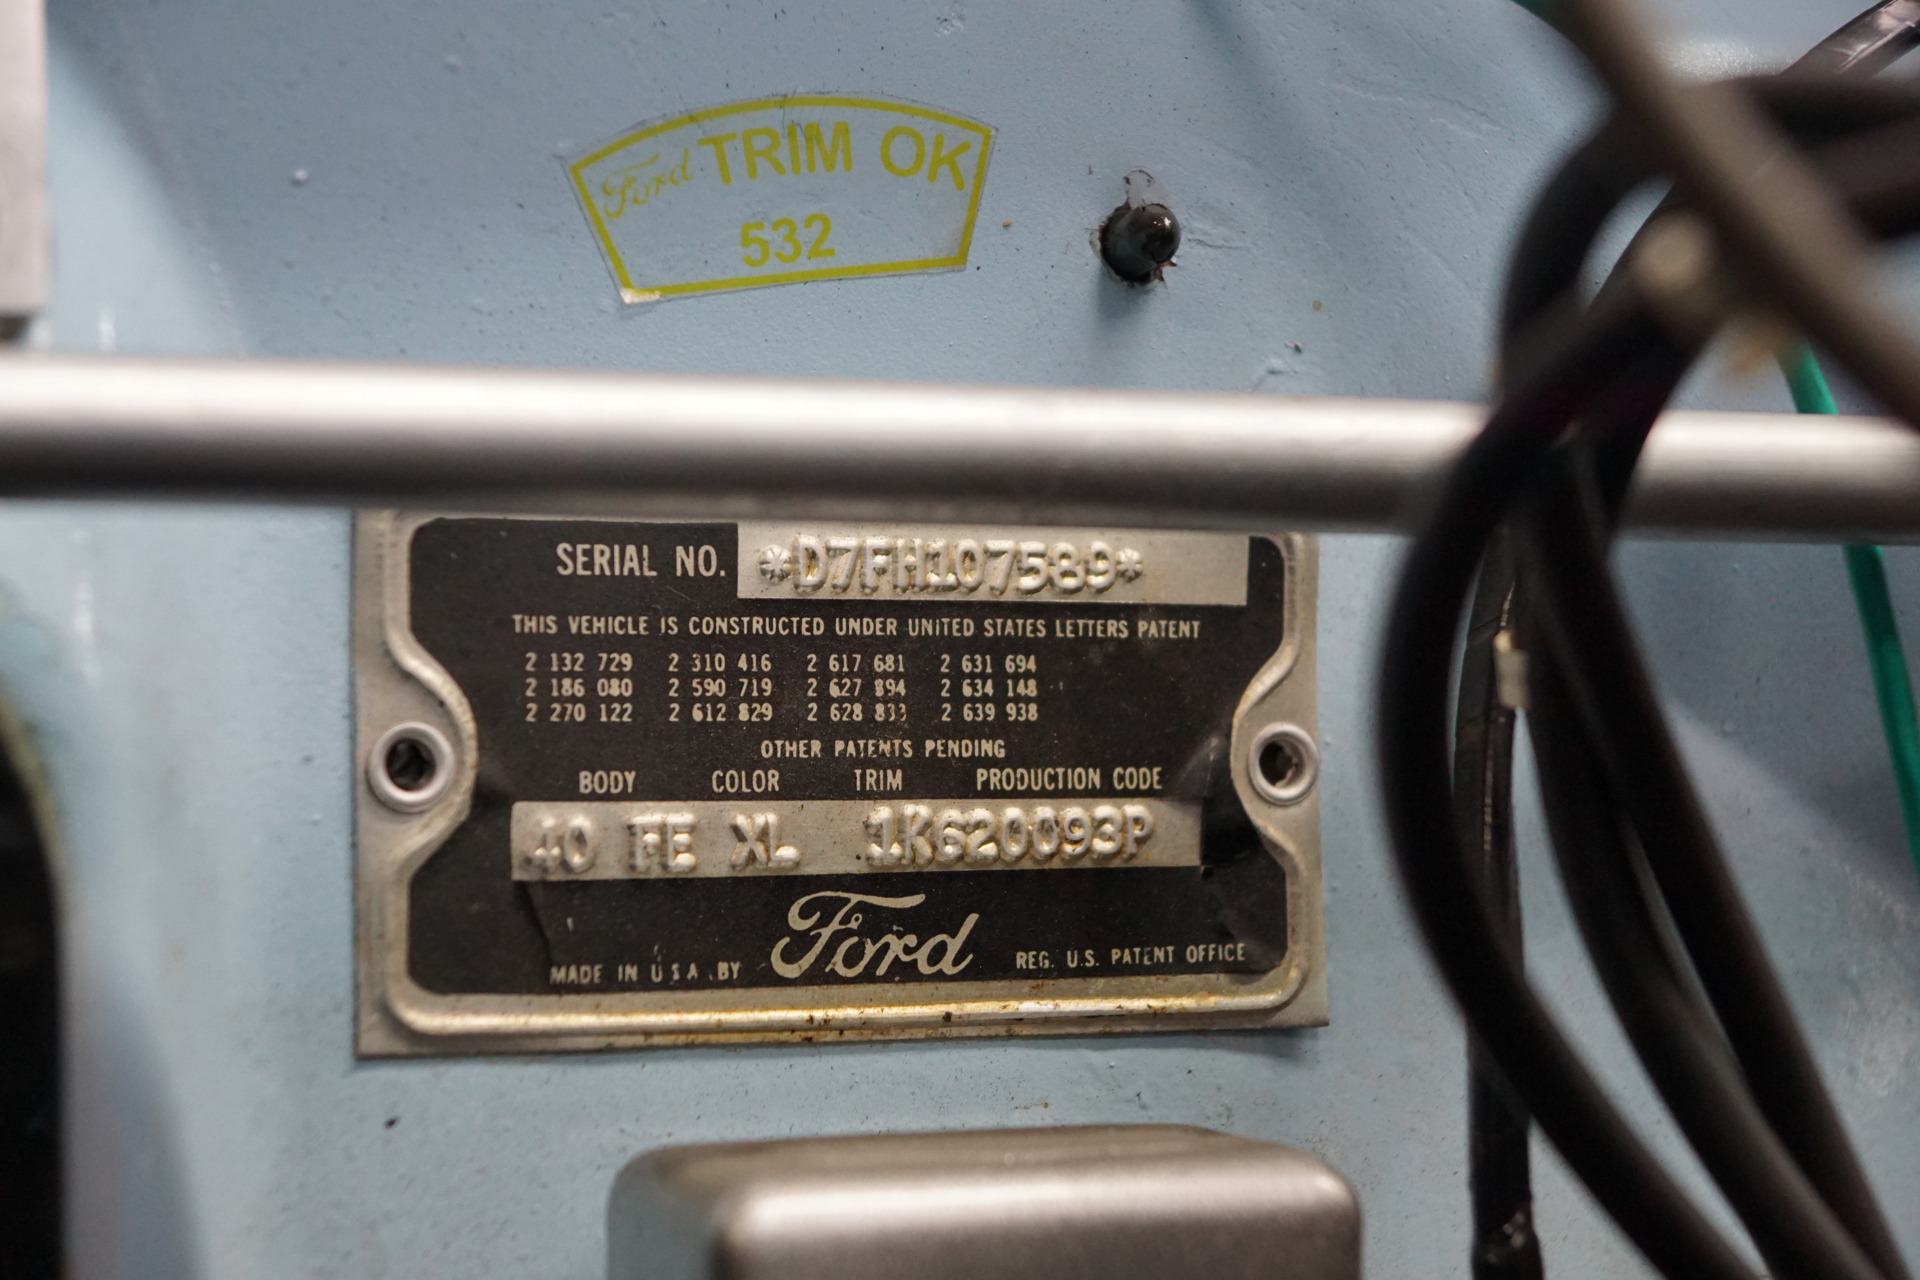 Ford TRIM OK
532
SERIAL NO. *D7FH107589*
THIS VEHICLE IS CONSTRUCTED UNDER UNITED STATES LETTERS PATENT
2 132 729 2 310 416 2 617 681 2 631 694
2 186 080 2 590 719 2 627 894 2 634 148
2 270 122 2 612 829 2 628 833 2 639 938
OTHER PATENTS PENDING
BODY COLOR TRIM PRODUCTION CODE
40 FE XL 1K620093P
MADE IN U.S.A. BY Ford REG. U.S. PATENT OFFICE